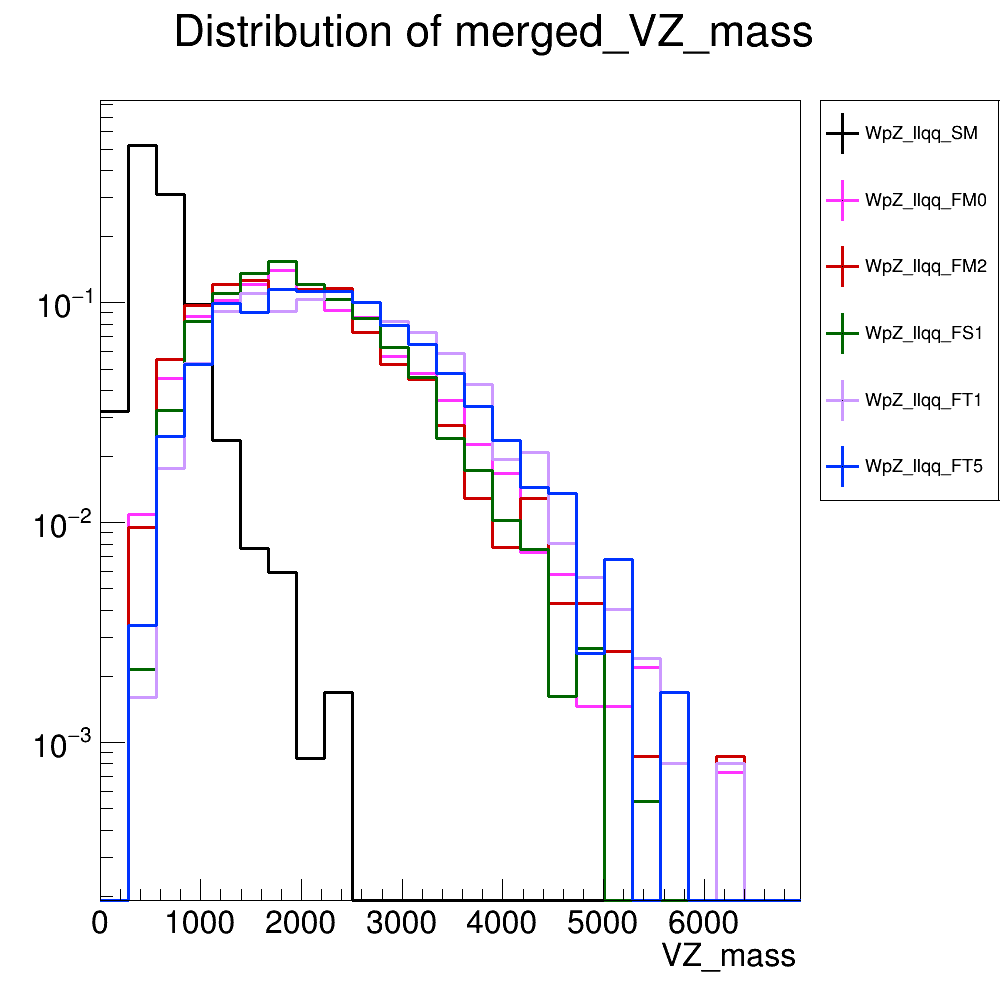 Distribution of merged_VZ_mass
WpZ_llqq_SM
WpZ_llqq_FM0
WpZ_llqq_FM2
WpZ_llqq_FS1
WpZ_llqq_FT1
WpZ_llqq_FT5
10⁻¹
10⁻²
10⁻³
0 1000 2000 3000 4000 5000 6000
VZ_mass